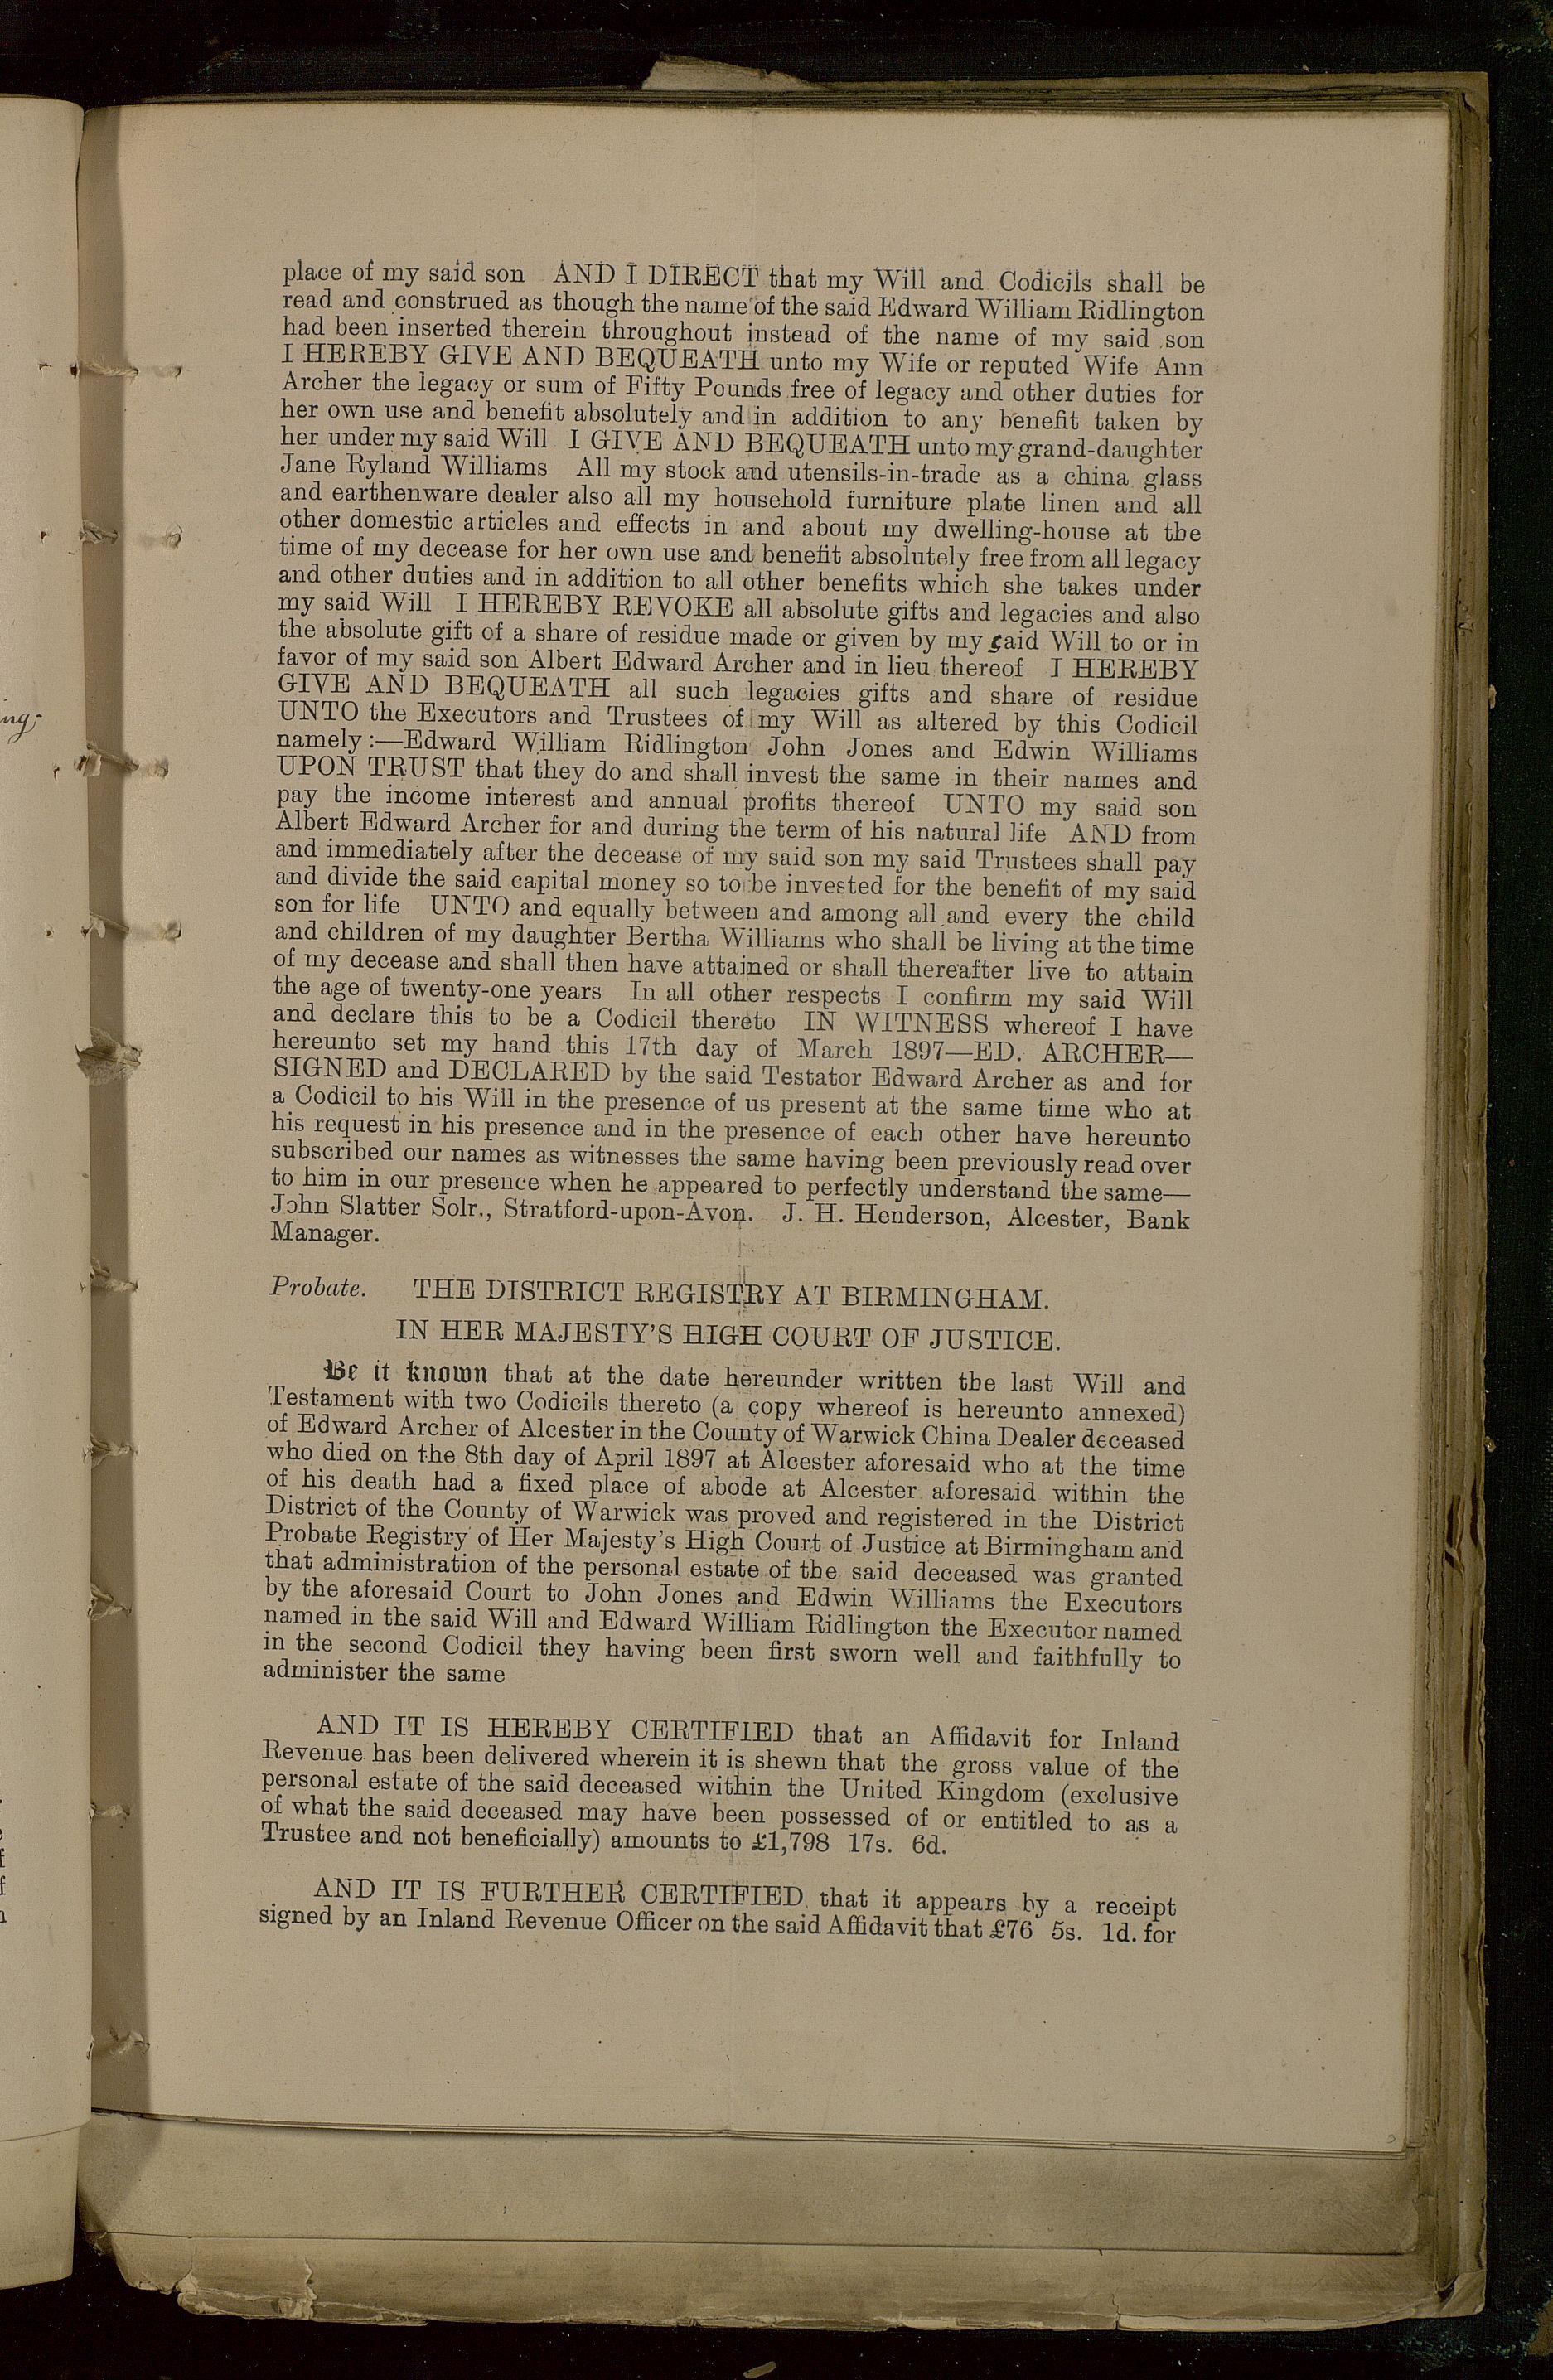 place of my said son AND I DIRECT that my Will and Codicils shall be
read and construed as though the name of the said Edward William Ridlington
had been inserted therein throughout instead of the name of my said son
I HEREBY GIVE AND BEQUEATH unto my Wife or reputed Wife Ann
Archer the legacy or sum of Fifty Pounds free of legacy and other duties for
her own use and benefit absolutely and in addition to any benefit taken by
her under my said Will I GIVE AND BEQUEATH unto my grand-daughter
Jane Ryland Williams All my stock and utensils-in-trade as a china glass
and earthenware dealer also all my household furniture plate linen and all
other domestic articles and effects in and about my dwelling-house at the
time of my decease for her own use and benefit absolutely free from all legacy
and other duties and in addition to all other benefits which she takes under
my said Will I HEREBY REVOKE all absolute gifts and legacies and also
the absolute gift of a share of residue made or given by my said Will to or in
favor of my said son Albert Edward Archer and in lieu thereof I HEREBY
GIVE AND BEQUEATH all such legacies gifts and share of residue
UNTO the Executors and Trustees of my Will as altered by this Codicil
namely :—Edward William Ridlington John Jones and Edwin Williams
UPON TRUST that they do and shall invest the same in their names and
pay the income interest and annual profits thereof UNTO my said son
Albert Edward Archer for and during the term of his natural life AND from
and immediately after the decease of my said son my said Trustees shall pay
and divide the said capital money so to be invested for the benefit of my said
son for life UNTO and equally between and among all and every the child
and children of my daughter Bertha Williams who shall be living at the time
of my decease and shall then have attained or shall thereafter live to attain
the age of twenty-one years In all other respects I confirm my said Will
and declare this to be a Codicil thereto IN WITNESS whereof I have
hereunto set my hand this 17th day of March 1897—ED. ARCHER—
SIGNED and DECLARED by the said Testator Edward Archer as and for
a Codicil to his Will in the presence of us present at the same time who at
his request in his presence and in the presence of each other have hereunto
subscribed our names as witnesses the same having been previously read over
to him in our presence when he appeared to perfectly understand the same—
John Slatter Solr., Stratford-upon-Avon. J. H. Henderson, Alcester, Bank
Manager.
Probate. THE DISTRICT REGISTRY AT BIRMINGHAM.
IN HER MAJESTY'S HIGH COURT OF JUSTICE.
Be it known that at the date hereunder written the last Will and
Testament with two Codicils thereto (a copy whereof is hereunto annexed)
of Edward Archer of Alcester in the County of Warwick China Dealer deceased
who died on the 8th day of April 1897 at Alcester aforesaid who at the time
of his death had a fixed place of abode at Alcester aforesaid within the
District of the County of Warwick was proved and registered in the District
Probate Registry of Her Majesty's High Court of Justice at Birmingham and
that administration of the personal estate of the said deceased was granted
by the aforesaid Court to John Jones and Edwin Williams the Executors
named in the said Will and Edward William Ridlington the Executor named
in the second Codicil they having been first sworn well and faithfully to
administer the same
AND IT IS HEREBY CERTIFIED that an Affidavit for Inland
Revenue has been delivered wherein it is shewn that the gross value of the
personal estate of the said deceased within the United Kingdom (exclusive
of what the said deceased may have been possessed of or entitled to as a
Trustee and not beneficially) amounts to £1,798 17s. 6d.
AND IT IS FURTHER CERTIFIED that it appears by a receipt
signed by an Inland Revenue Officer on the said Affidavit that £76 5s. 1d. for